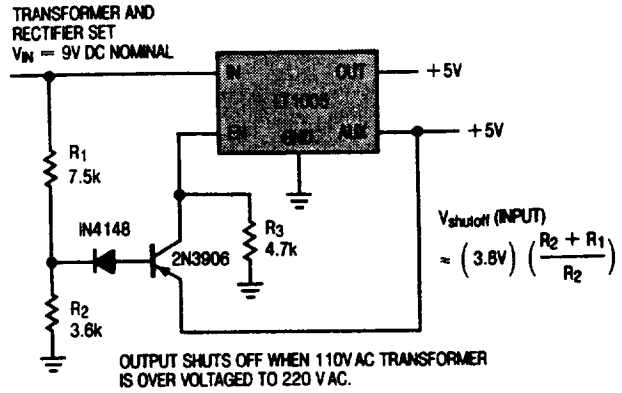 TRANSFORMER AND
RECTIFIER SET
VIN = 9V DC NOMINAL
IN
OUT
+5V
LT1005
EN
GND
AUX
+5V
R1
7.5k
IN4148
2N3906
R3
4.7k
Vshutoff (INPUT)
≈ (3.8V) (R2 + R1 / R2)
R2
3.6k
OUTPUT SHUTS OFF WHEN 110V AC TRANSFORMER
IS OVER VOLTAGED TO 220 V AC.